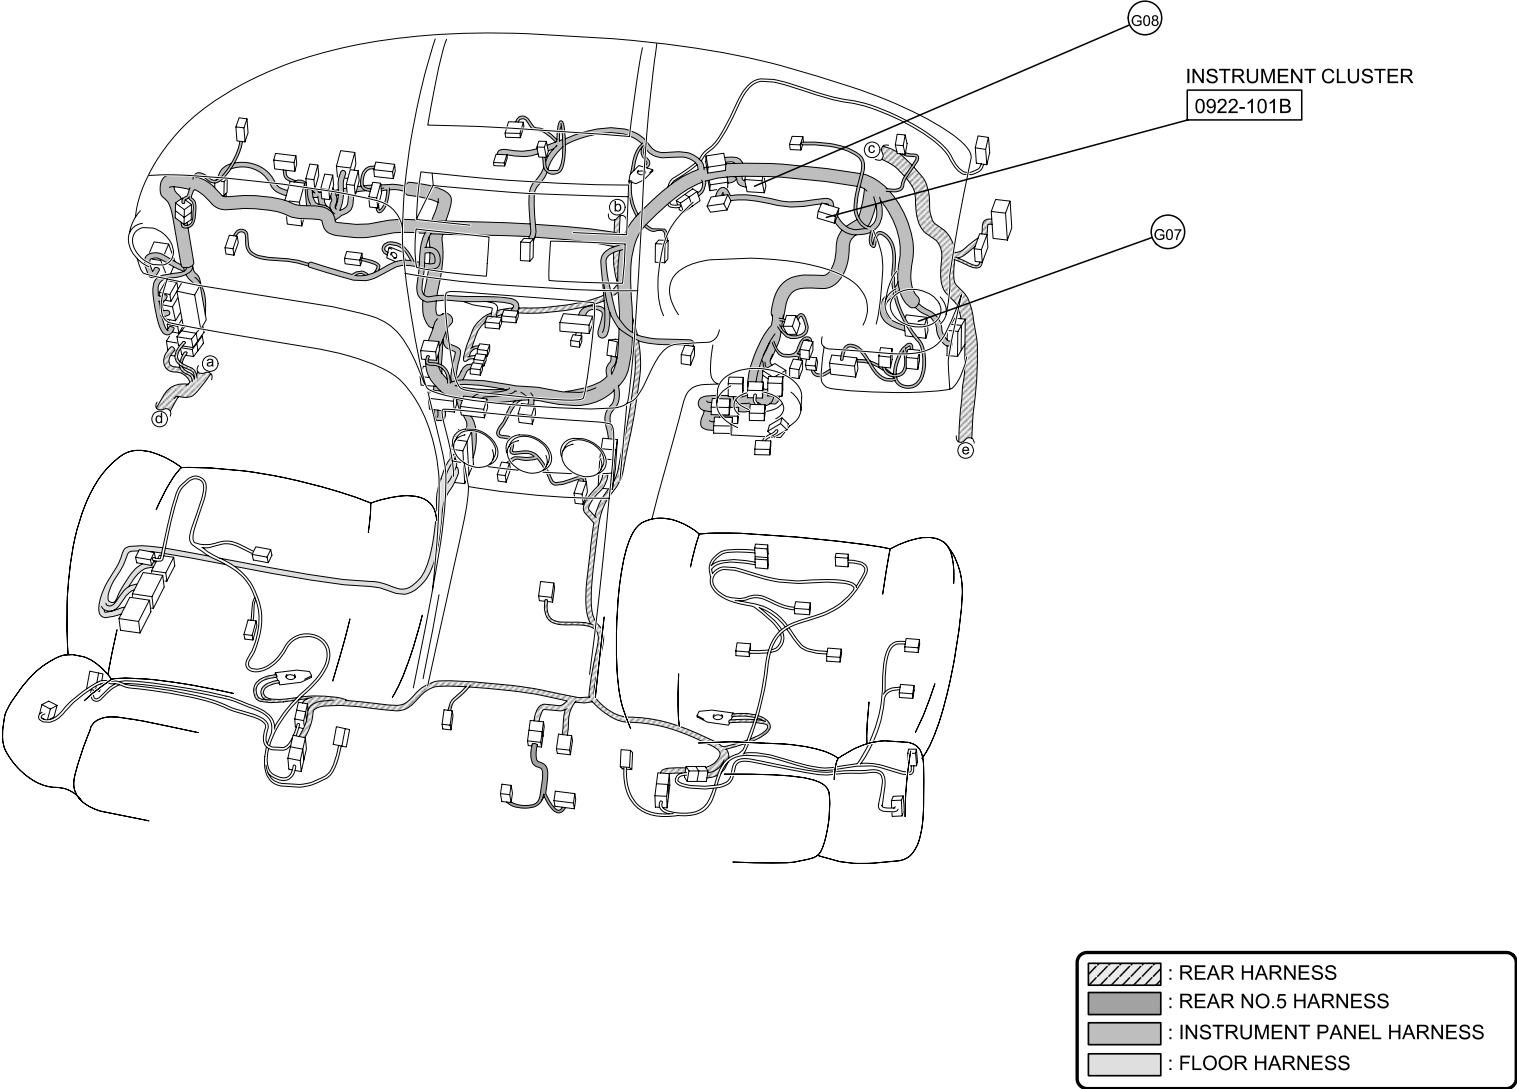 G08
INSTRUMENT CLUSTER
0922-101B
c
b
G07
a
d
e
: REAR HARNESS
: REAR NO.5 HARNESS
: INSTRUMENT PANEL HARNESS
: FLOOR HARNESS